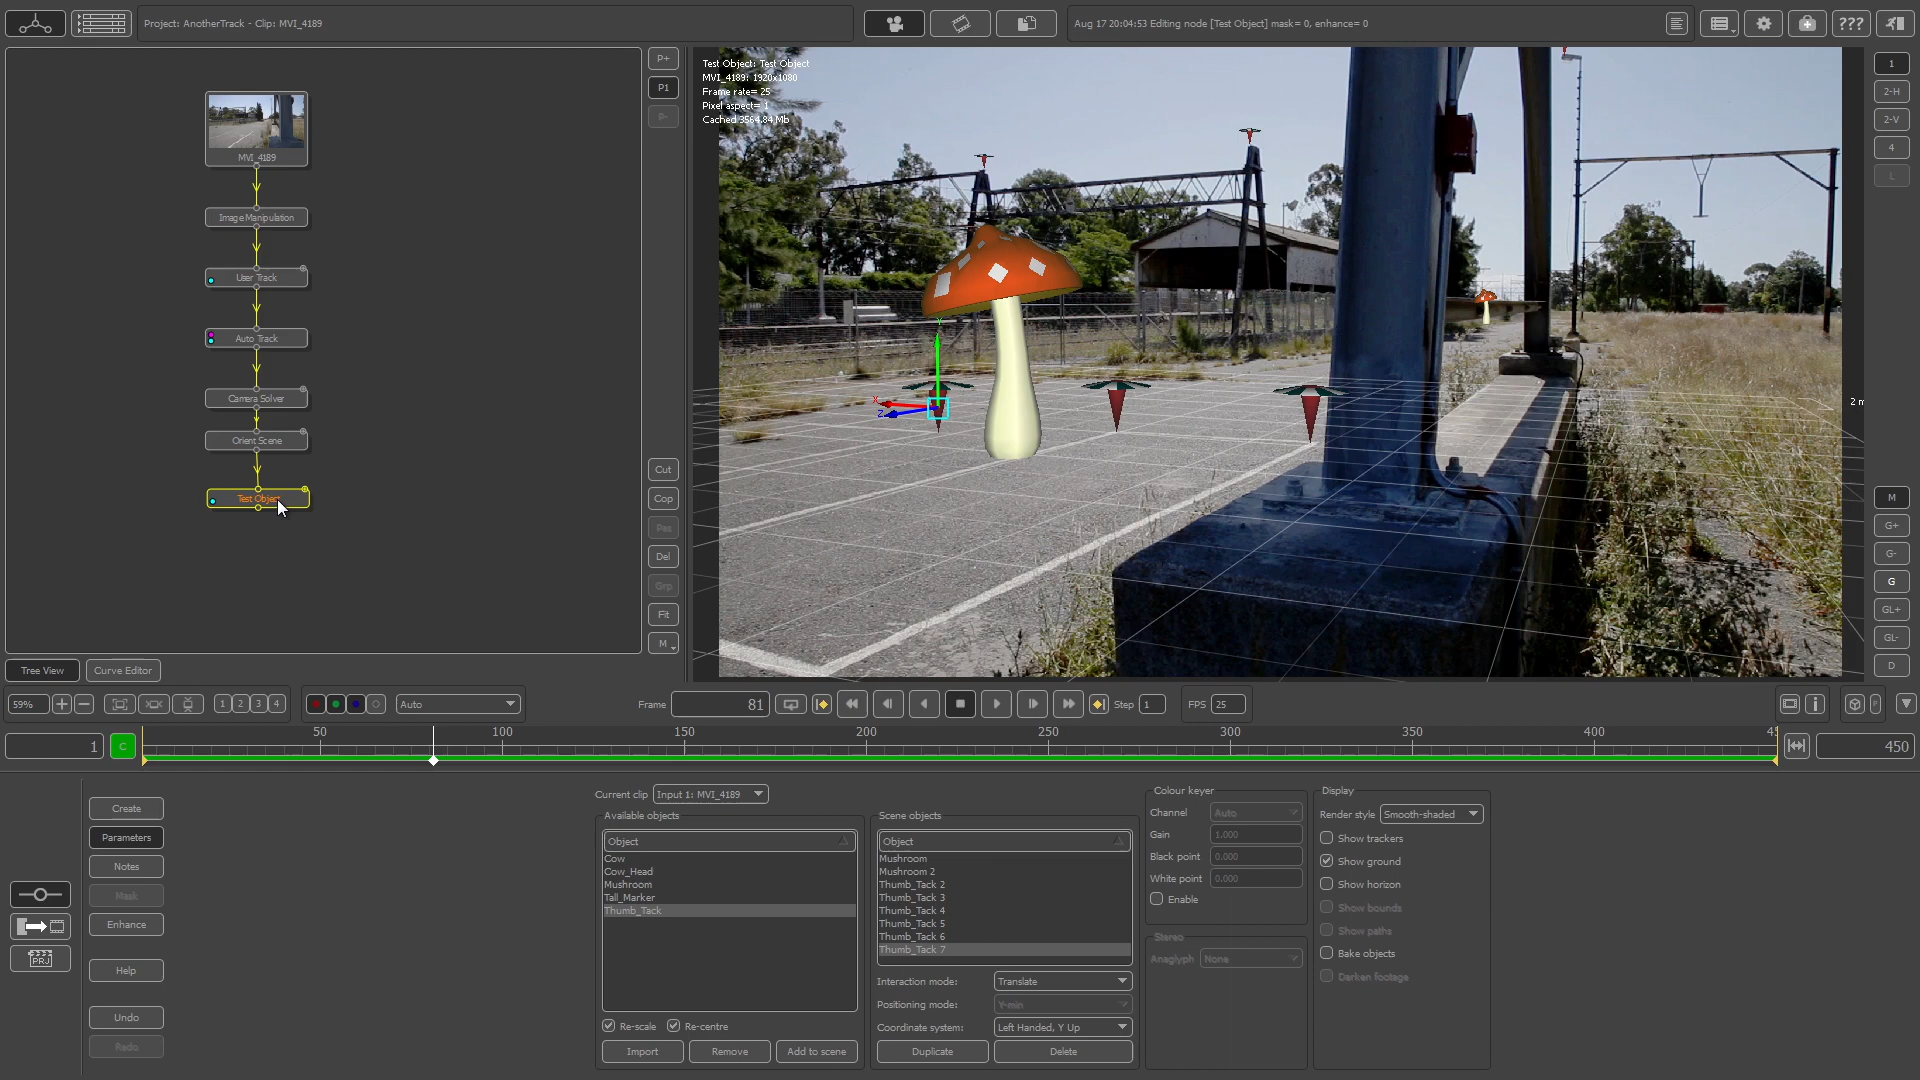 Project: AnotherTrack - Clip: MVI_4189
Aug 17 20:04:53 Editing node [Test Object] mask= 0, enhance= 0
???
MVI_4189
Image Manipulation
User Track
Auto Track
Camera Solver
Orient Scene
Test Object
P+
P1
P-
Cut
Cop
Pas
Del
Grp
Fit
M
Test Object: Test Object
MVI_4189: 1920x1080
Frame rate= 25
Pixel aspect= 1
Cached 3564.84 Mb
Y
X
Z
2 m
1
2-H
2-V
4
L
M
G+
G-
G
GL+
GL-
D
Tree View
Curve Editor
59%
1 2 3 4
Auto
Frame 81
Step 1
FPS 25
P
1
C
50 100 150 200 250 300 350 400 45
450
Create
Parameters
Notes
Mask
Enhance
Help
Undo
Redo
PRJ
Current clip Input 1: MVI_4189
Available objects
Object
Cow
Cow_Head
Mushroom
Tall_Marker
Thumb_Tack
Re-scale Re-centre
Import Remove Add to scene
Scene objects
Object
Mushroom
Mushroom 2
Thumb_Tack 2
Thumb_Tack 3
Thumb_Tack 4
Thumb_Tack 5
Thumb_Tack 6
Thumb_Tack 7
Interaction mode: Translate
Positioning mode: Y-min
Coordinate system: Left Handed, Y Up
Duplicate Delete
Colour keyer
Channel Auto
Gain 1.000
Black point 0.000
White point 0.000
Enable
Stereo
Anaglyph None
Display
Render style Smooth-shaded
Show trackers
Show ground
Show horizon
Show bounds
Show paths
Bake objects
Darken footage